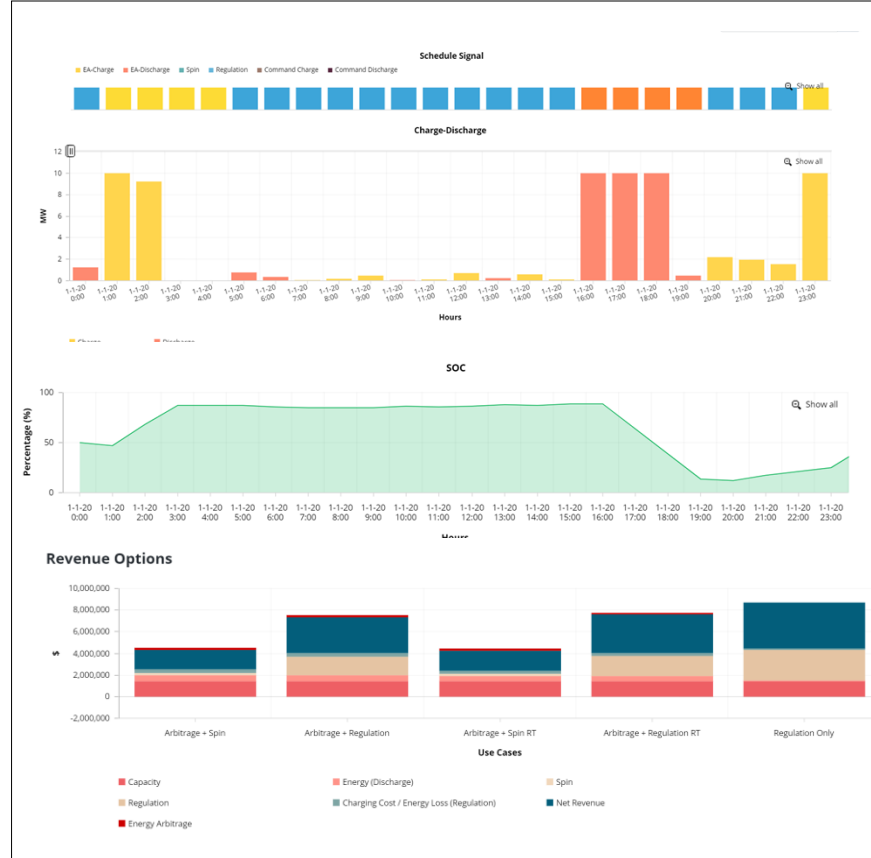 Schedule Signal
EA-Charge EA-Discharge Spin Regulation Command Charge Command Discharge
Show all
Charge-Discharge
Show all
12
10
8
6
4
2
0
MW
1-1-20 0:00 1-1-20 1:00 1-1-20 2:00 1-1-20 3:00 1-1-20 4:00 1-1-20 5:00 1-1-20 6:00 1-1-20 7:00 1-1-20 8:00 1-1-20 9:00 1-1-20 10:00 1-1-20 11:00 1-1-20 12:00 1-1-20 13:00 1-1-20 14:00 1-1-20 15:00 1-1-20 16:00 1-1-20 17:00 1-1-20 18:00 1-1-20 19:00 1-1-20 20:00 1-1-20 21:00 1-1-20 22:00 1-1-20 23:00
Hours
Charge Discharge
SOC
Show all
100
50
0
Percentage (%)
1-1-20 1-1-20 1-1-20 1-1-20 1-1-20 1-1-20 1-1-20 1-1-20 1-1-20 1-1-20 1-1-20 1-1-20 1-1-20 1-1-20 1-1-20 1-1-20 1-1-20 1-1-20 1-1-20 1-1-20 1-1-20 1-1-20 1-1-20 1-1-20
0:00 1:00 2:00 3:00 4:00 5:00 6:00 7:00 8:00 9:00 10:00 11:00 12:00 13:00 14:00 15:00 16:00 17:00 18:00 19:00 20:00 21:00 22:00 23:00
Hours
Revenue Options
10,000,000
8,000,000
6,000,000
4,000,000
2,000,000
0
-2,000,000
$
Arbitrage + Spin Arbitrage + Regulation Arbitrage + Spin RT Arbitrage + Regulation RT Regulation Only
Use Cases
Capacity Energy (Discharge) Spin
Regulation Charging Cost / Energy Loss (Regulation) Net Revenue
Energy Arbitrage